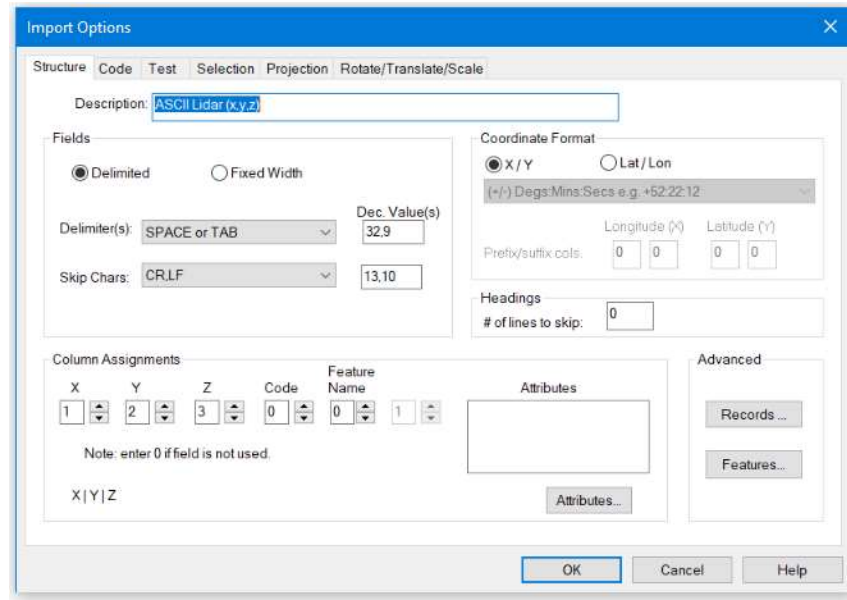 Import Options
Structure Code Test Selection Projection Rotate/Translate/Scale
Description: ASCII Lidar (x,y,z)
Fields
Delimited Fixed Width
Dec. Value(s)
Delimiter(s): SPACE or TAB 32,9
Skip Chars: CR,LF 13,10
Coordinate Format
X / Y Lat / Lon
(+/-) Degs:Mins:Secs e.g. +52:22:12
Longitude (X) Latitude (Y)
Prefix/suffix cols. 0 0 0 0
Headings
# of lines to skip: 0
Column Assignments
Feature
X Y Z Code Name
1 2 3 0 0 1
Note: enter 0 if field is not used.
X | Y | Z
Attributes
Attributes...
Advanced
Records ...
Features...
OK Cancel Help